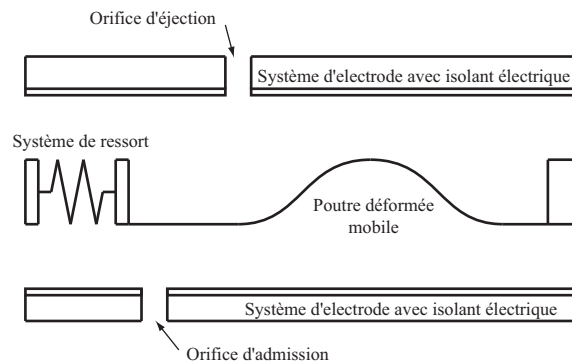 Orifice d'éjection
Système d'electrode avec isolant électrique
Système de ressort
Poutre déformée
mobile
Système d'electrode avec isolant électrique
Orifice d'admission